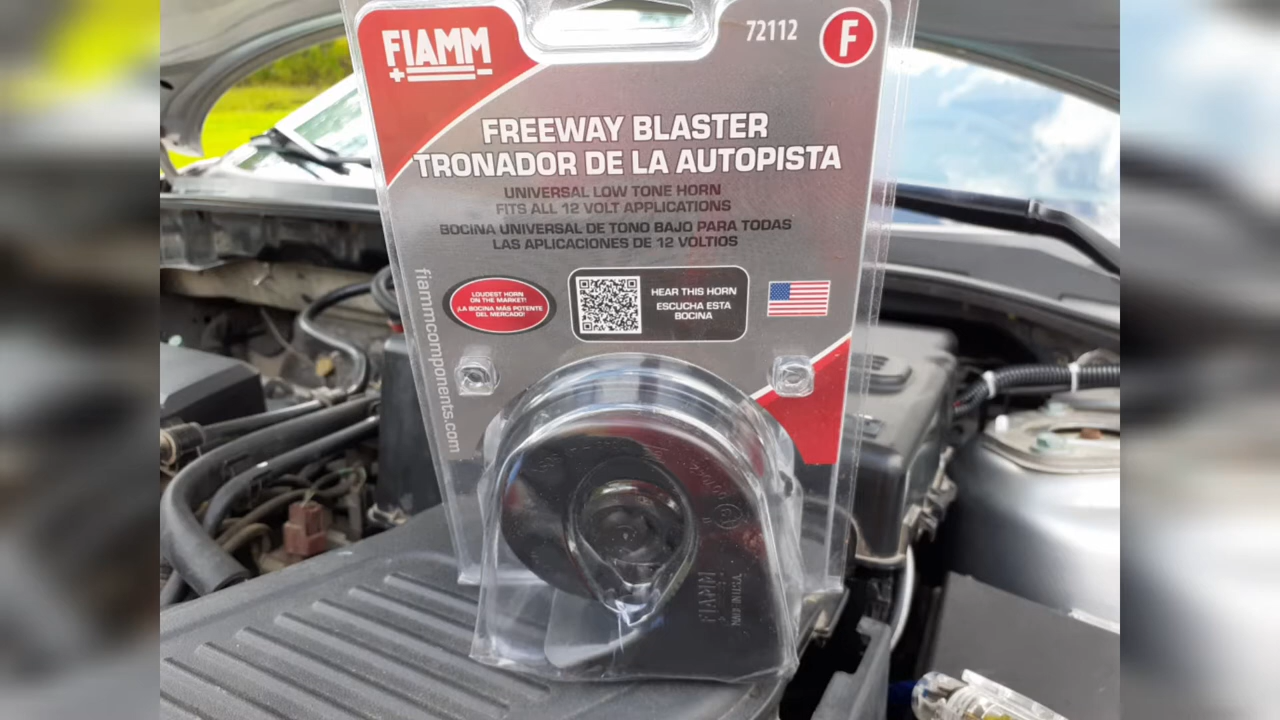 FIAMM
72112
F
FREEWAY BLASTER
TRONADOR DE LA AUTOPISTA
UNIVERSAL LOW TONE HORN
FITS ALL 12 VOLT APPLICATIONS
BOCINA UNIVERSAL DE TONO BAJO PARA TODAS
LAS APLICACIONES DE 12 VOLTIOS
LOUDEST HORN
ON THE MARKET!
¡LA BOCINA MÁS POTENTE
DEL MERCADO!
HEAR THIS HORN
ESCUCHA ESTA
BOCINA
fiammcomponents.com
FIAMM
MADE IN U.S.A.